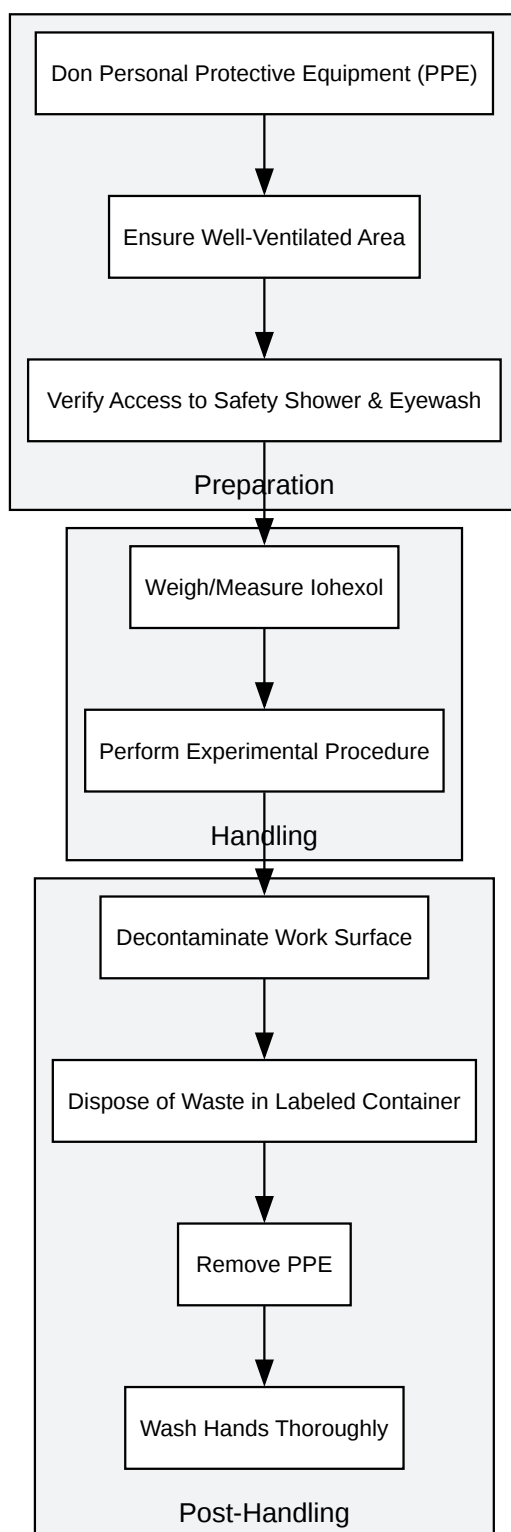 Don Personal Protective Equipment (PPE)
Ensure Well-Ventilated Area
Verify Access to Safety Shower & Eyewash
Preparation
Weigh/Measure Iohexol
Perform Experimental Procedure
Handling
Decontaminate Work Surface
Dispose of Waste in Labeled Container
Remove PPE
Wash Hands Thoroughly
Post-Handling